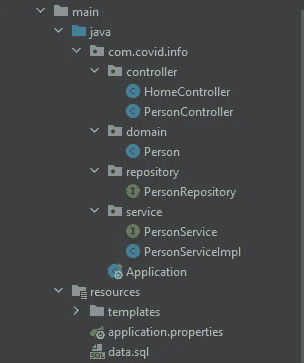 main
java
com.covid.info
controller
HomeController
PersonController
domain
Person
repository
PersonRepository
service
PersonService
PersonServiceImpl
Application
resources
templates
application.properties
data.sql